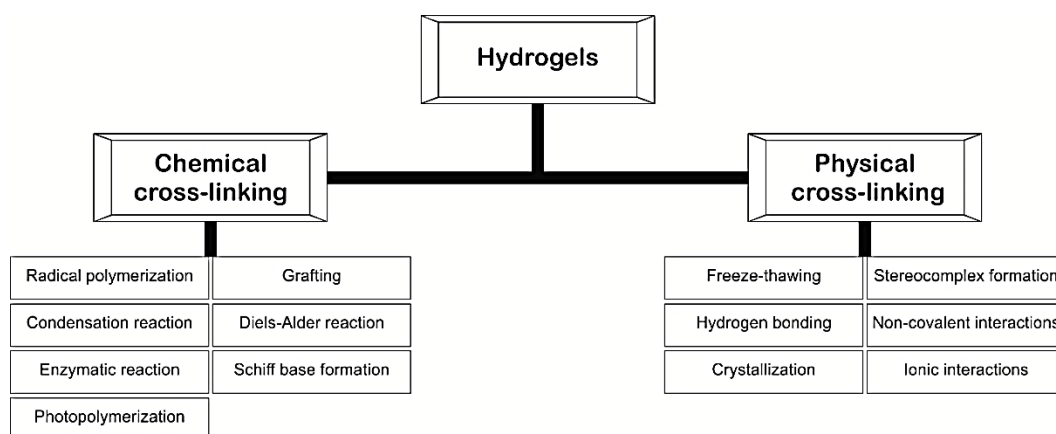 Hydrogels
Chemical
cross-linking
Physical
cross-linking
Radical polymerization
Grafting
Condensation reaction
Diels-Alder reaction
Enzymatic reaction
Schiff base formation
Photopolymerization
Freeze-thawing
Stereocomplex formation
Hydrogen bonding
Non-covalent interactions
Crystallization
Ionic interactions